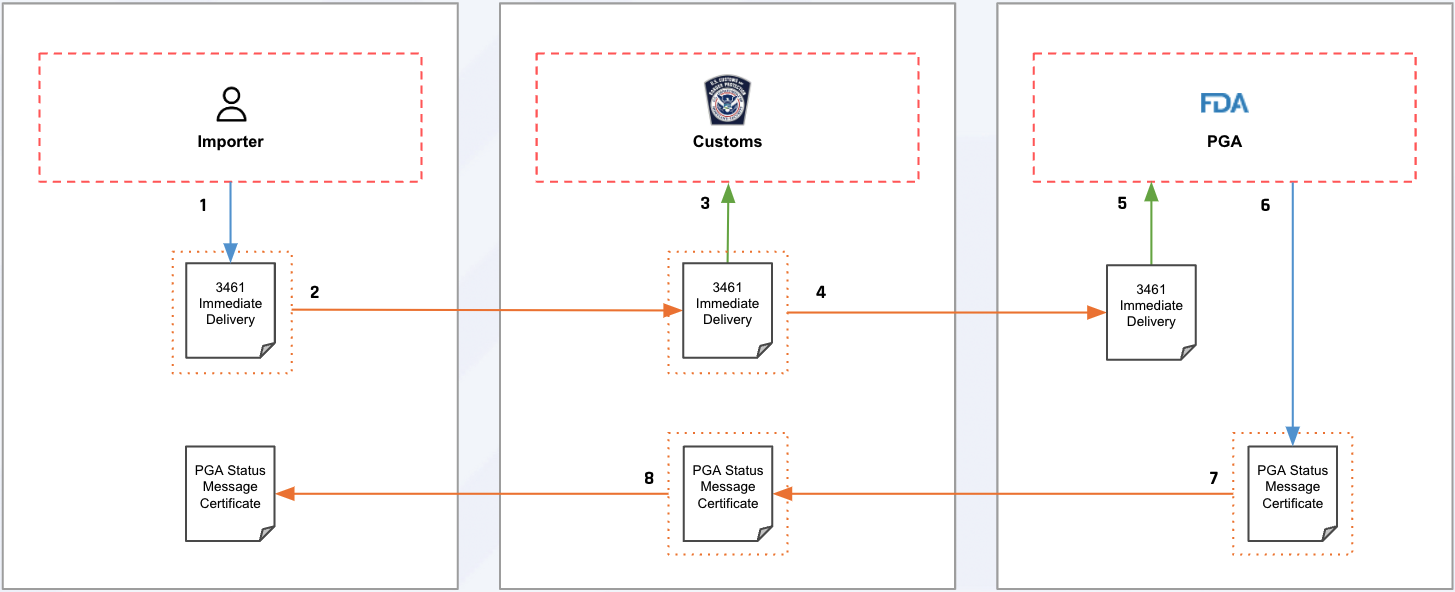 U.S. CUSTOMS AND
BORDER PROTECTION
FDA
Importer
Customs
PGA
1
3
5
6
3461
Immediate
Delivery
2
3461
Immediate
Delivery
4
3461
Immediate
Delivery
PGA Status
Message
Certificate
8
PGA Status
Message
Certificate
7
PGA Status
Message
Certificate